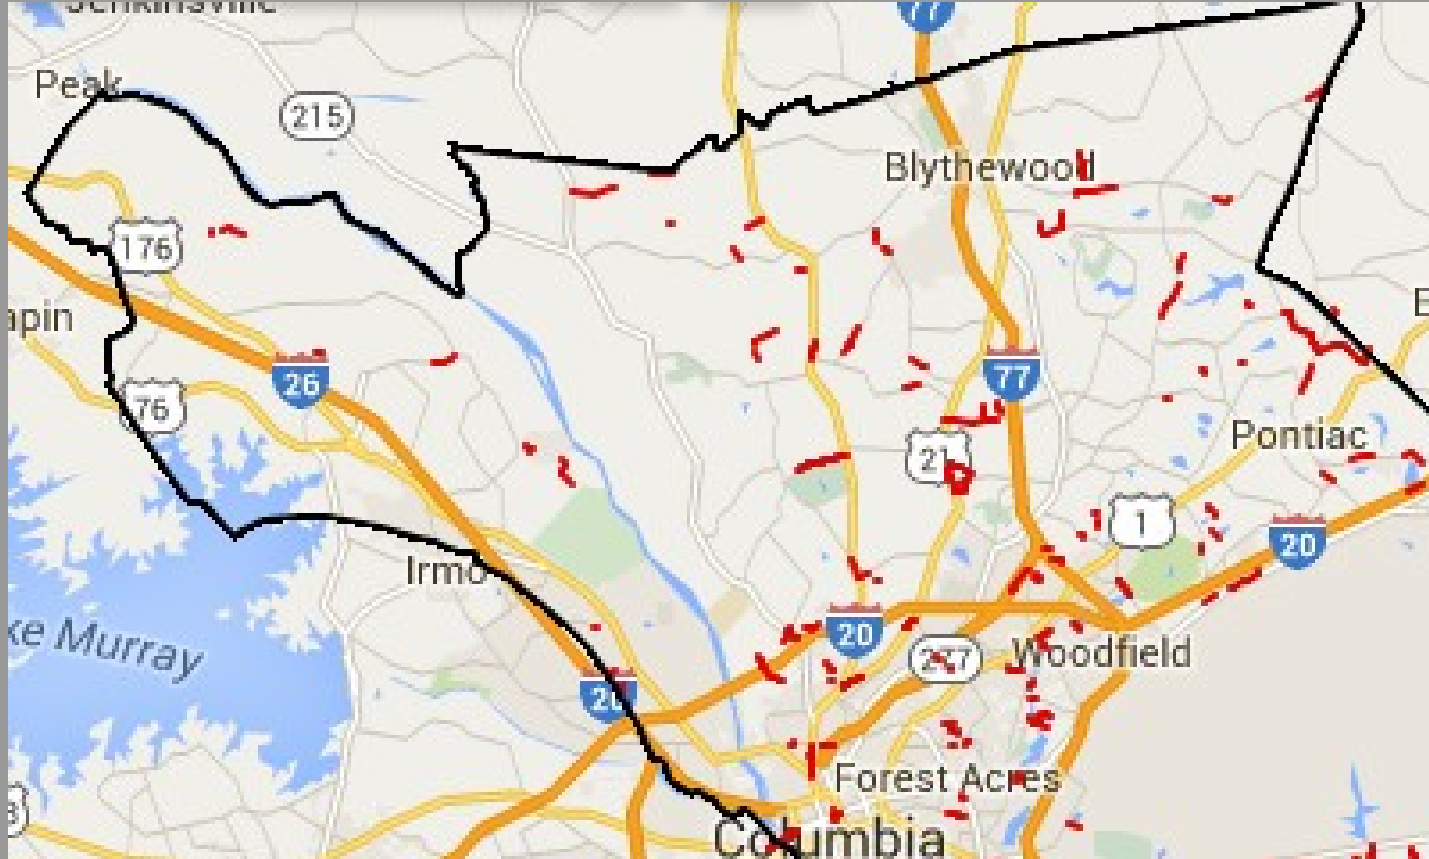 Jenkinsville
77
Peak
215
Blythewood
176
apin
E
26
77
76
Pontiac
21
1
20
Irmo
20
ke Murray
277
Woodfield
Forest Acres
Columbia